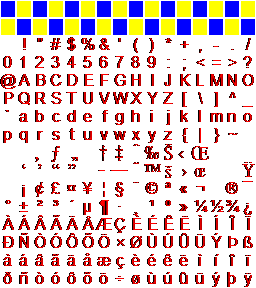 ! " # $ % & ' ( ) * + , - . /
0 1 2 3 4 5 6 7 8 9 : ; < = > ?
@ A B C D E F G H I J K L M N O
P Q R S T U V W X Y Z [ \ ] ^ _
` a b c d e f g h i j k l m n o
p q r s t u v w x y z { | } ~
‚ ƒ „ † ‡ ˆ ‰ Š ‹ Œ
‘ ’ “ ” – — ˜ ™ š › œ Ÿ
¡ ¢ £ ¤ ¥ ¦ § ¨ © ª « ¬ ® ¯
° ± ² ³ ´ µ ¶ · ¸ ¹ º » ¼ ½ ¾ ¿
À Á Â Ã Ä Å Æ Ç È É Ê Ë Ì Í Î Ï
Ð Ñ Ò Ó Ô Õ Ö × Ø Ù Ú Û Ü Ý Þ ß
à á â ã ä å æ ç è é ê ë ì í î ï
ð ñ ò ó ô õ ö ÷ ø ù ú û ü ý þ ÿ